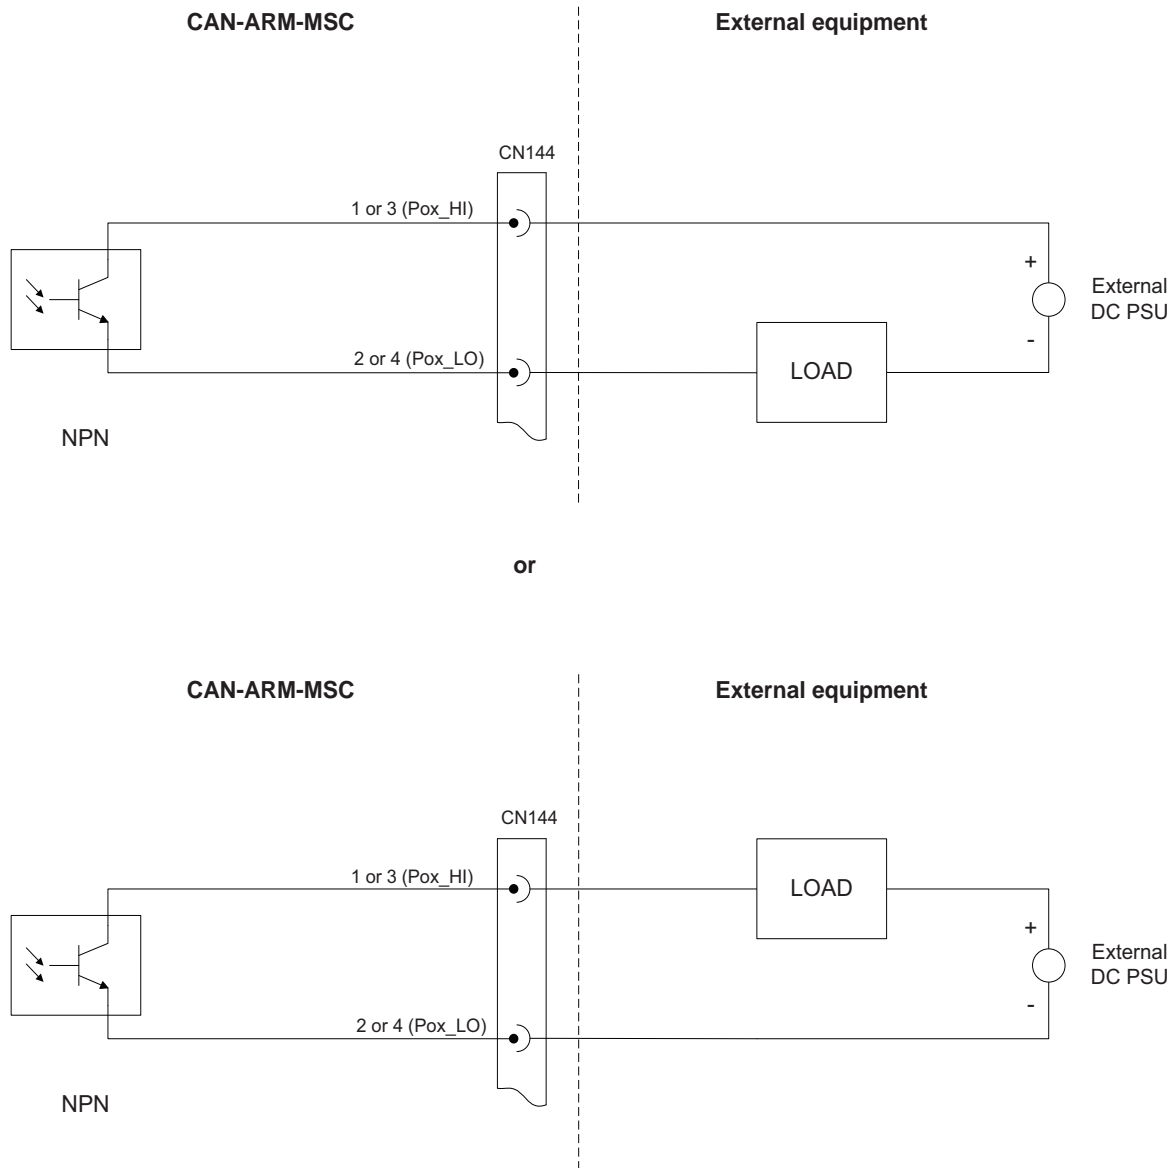 CAN-ARM-MSC
External equipment
CN144
1 or 3 (Pox_HI)
+
External
DC PSU
-
2 or 4 (Pox_LO)
LOAD
NPN
or
CAN-ARM-MSC
External equipment
CN144
1 or 3 (Pox_HI)
LOAD
+
External
DC PSU
-
2 or 4 (Pox_LO)
NPN